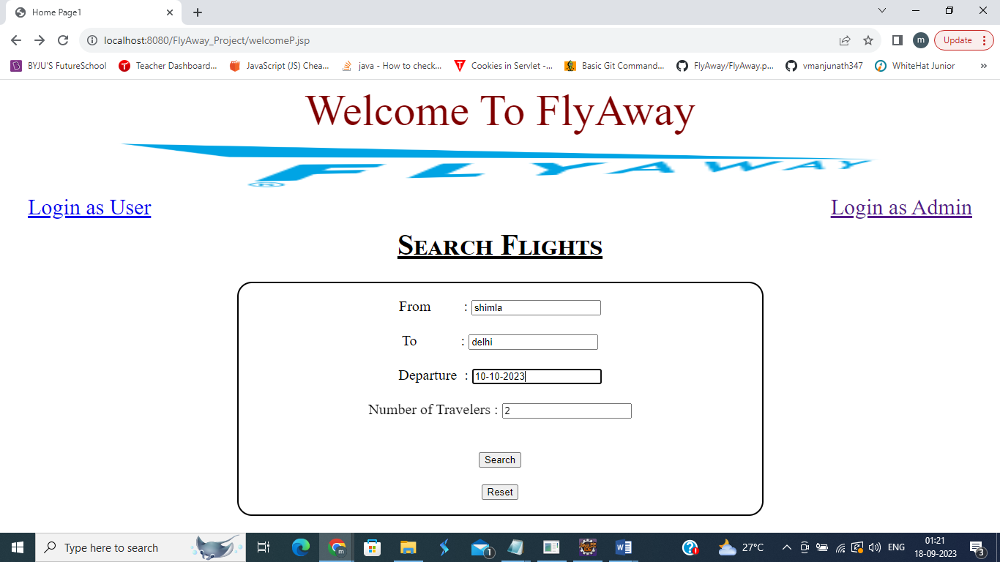 Home Page1
localhost:8080/FlyAway_Project/welcomeP.jsp
m
Update
BYJU'S FutureSchool
Teacher Dashboard...
JavaScript (JS) Chea...
java - How to check...
Cookies in Servlet -...
Basic Git Command...
FlyAway/FlyAway.p...
vmanjunath347
WhiteHat Junior
»
Welcome To FlyAway
FLYAWAY
®
Login as User
Login as Admin
Search Flights
From : shimla
To : delhi
Departure : 10-10-2023
Number of Travelers : 2
Search
Reset
Type here to search
1
27°C
ENG
01:21
18-09-2023
3